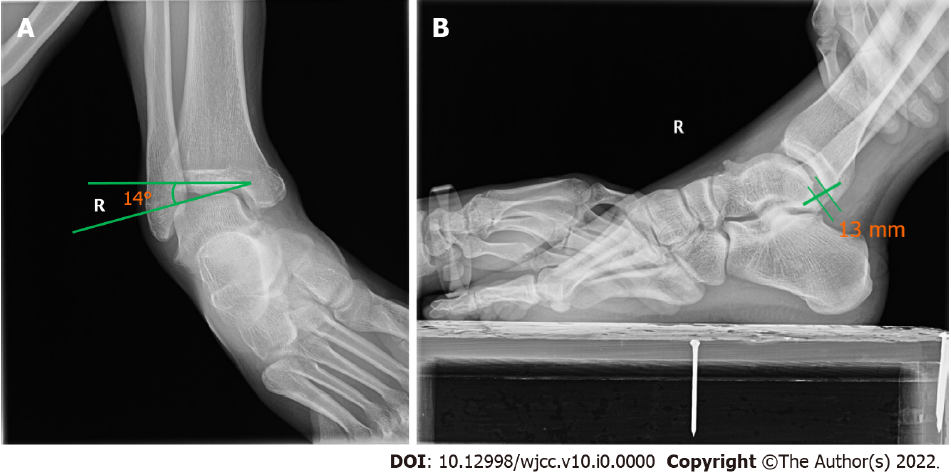 A
B
R
R
14°
13 mm
DOI: 10.12998/wjcc.v10.i0.0000 Copyright ©The Author(s) 2022.